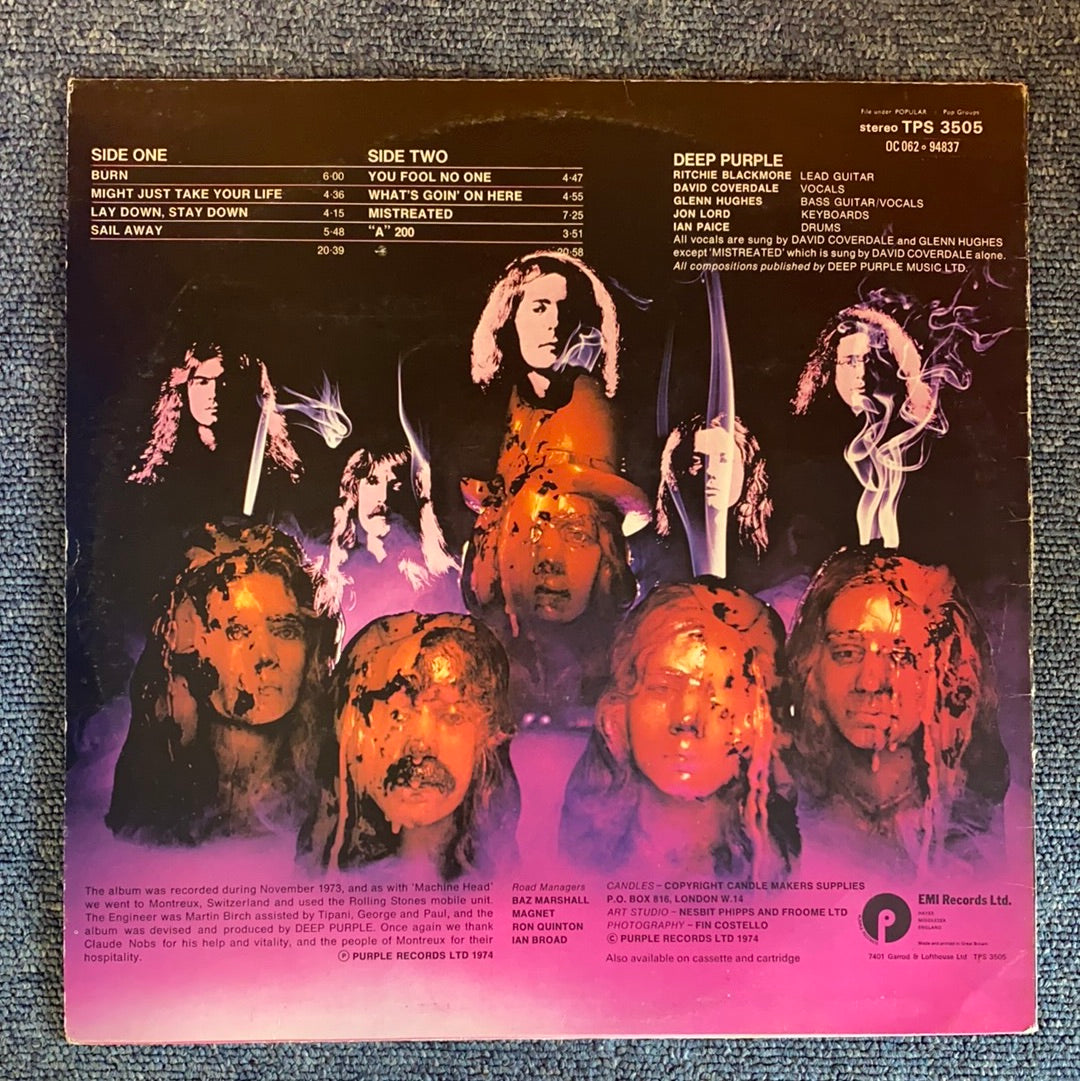 File under POPULAR : Pop Groups
stereo TPS 3505
OC 062 ∘ 94837
SIDE ONE
BURN 6·00
MIGHT JUST TAKE YOUR LIFE 4·36
LAY DOWN, STAY DOWN 4·15
SAIL AWAY 5·48
20·39
SIDE TWO
YOU FOOL NO ONE 4·47
WHAT'S GOIN' ON HERE 4·55
MISTREATED 7·25
"A" 200 3·51
20·58
DEEP PURPLE
RITCHIE BLACKMORE LEAD GUITAR
DAVID COVERDALE VOCALS
GLENN HUGHES BASS GUITAR/VOCALS
JON LORD KEYBOARDS
IAN PAICE DRUMS
All vocals are sung by DAVID COVERDALE and GLENN HUGHES
except 'MISTREATED' which is sung by DAVID COVERDALE alone.
All compositions published by DEEP PURPLE MUSIC LTD.
The album was recorded during November 1973, and as with 'Machine Head'
we went to Montreux, Switzerland and used the Rolling Stones mobile unit.
The Engineer was Martin Birch assisted by Tipani, George and Paul, and the
album was devised and produced by DEEP PURPLE. Once again we thank
Claude Nobs for his help and vitality, and the people of Montreux for their
hospitality.
Ⓟ PURPLE RECORDS LTD 1974
Road Managers
BAZ MARSHALL
MAGNET
RON QUINTON
IAN BROAD
CANDLES – COPYRIGHT CANDLE MAKERS SUPPLIES
P.O. BOX 816, LONDON W.14
ART STUDIO – NESBIT PHIPPS AND FROOME LTD
PHOTOGRAPHY – FIN COSTELLO
© PURPLE RECORDS LTD 1974
Also available on cassette and cartridge
P
EMI Records Ltd.
HAYES
MIDDLESEX
ENGLAND
Made and printed in Great Britain
7401 Garrod & Lofthouse Ltd TPS 3505